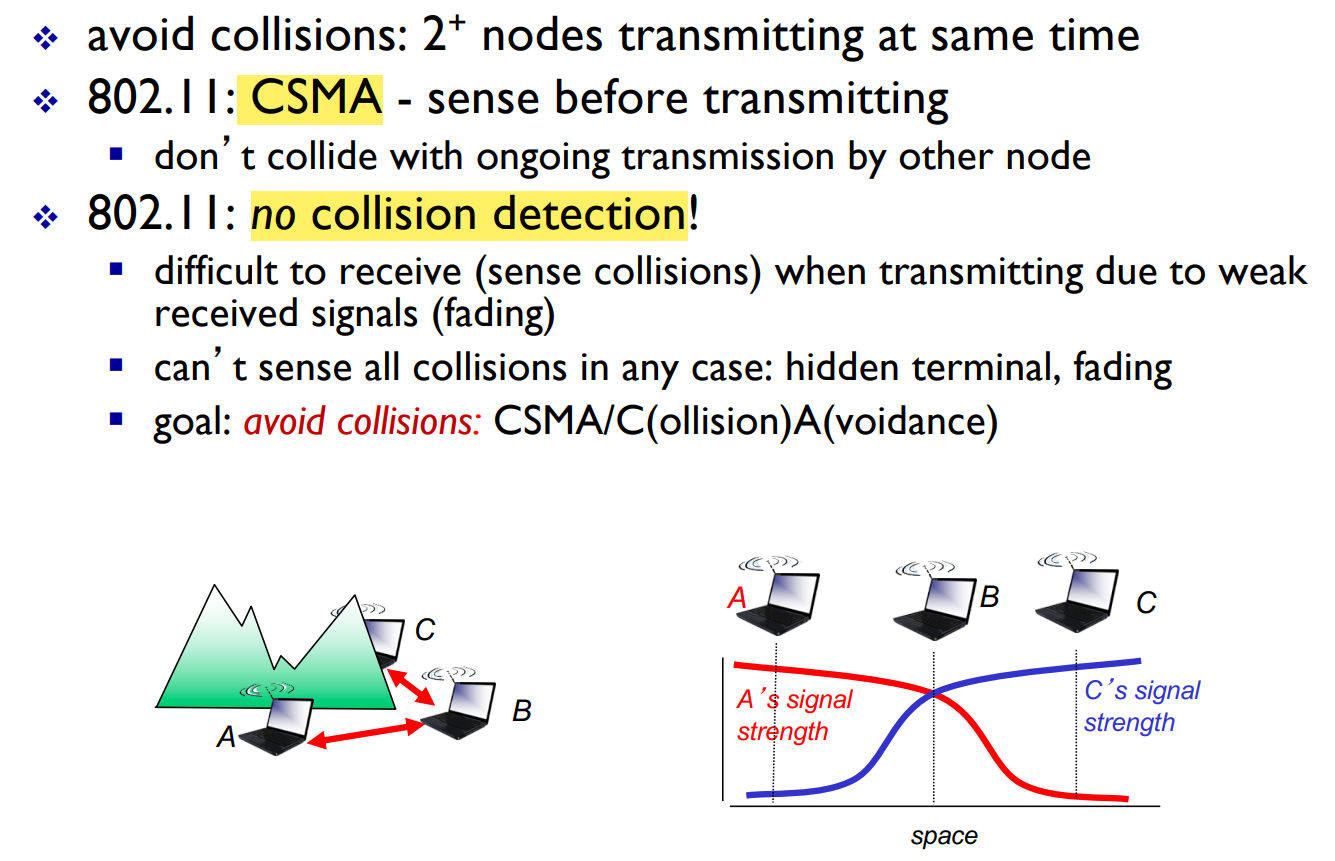 avoid collisions: 2+ nodes transmitting at same time
802.11: CSMA - sense before transmitting
don't collide with ongoing transmission by other node
802.11: no collision detection!
difficult to receive (sense collisions) when transmitting due to weak
received signals (fading)
can't sense all collisions in any case: hidden terminal, fading
goal: avoid collisions: CSMA/C(ollision)A(voidance)
C
B
A
A
B
C
A's signal
strength
C's signal
strength
space